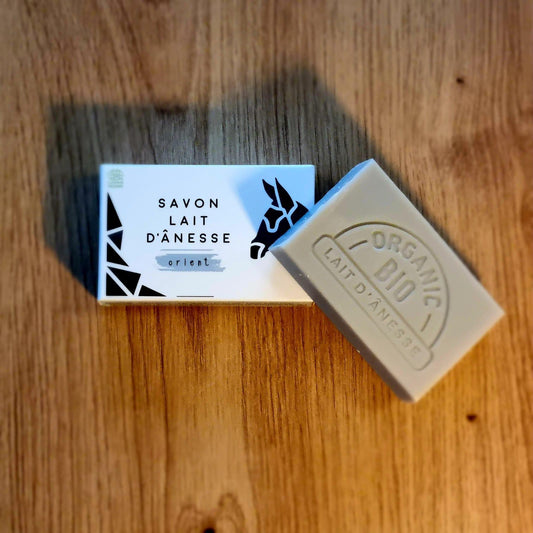 SAVON
LAIT
D'ÂNESSE
orient
ORGANIC
BIO
LAIT D'ÂNESSE